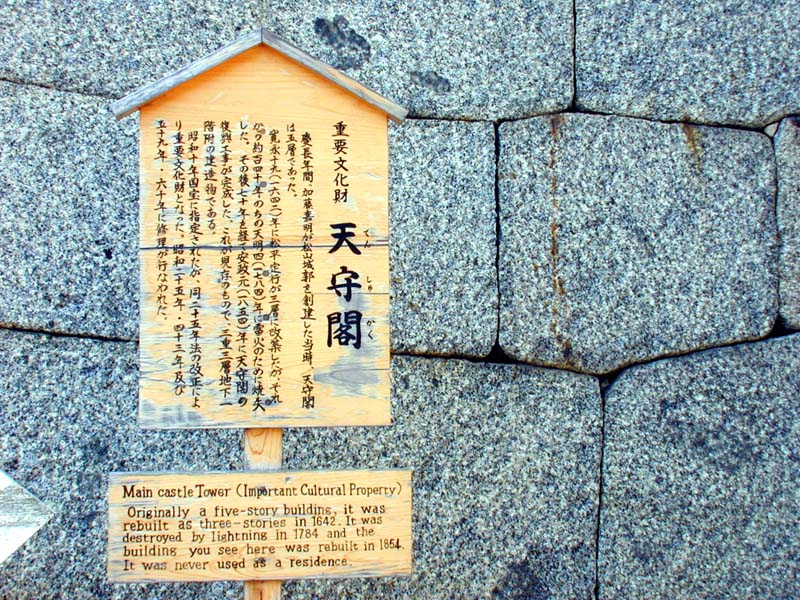 重要文化財
天守閣
てん しゅ かく
慶長年間、加藤嘉明が松山城郭を創建した当時、天守閣
は五層であった。
寛永十九(一六四二)年に松平定行が三層に改築したが、それ
から約百四十年のちの天明四(一七八四)年に雷火のために焼失
した。その後七十年を経て安政元(一八五四)年に天守閣の
復興工事が完成した。これが現存のもので、三重三層地下一
階附の建造物である。
昭和十年国宝に指定されたが、同二十五年法の改正によ
り重要文化財となった。昭和二十五年・四十三年及び
五十九年・六十年に修理が行なわれた。
Main castle Tower (Important Cultural Property)
Originally a five-story building, it was
rebuilt as three-stories in 1642. It was
destroyed by lightning in 1784 and the
building you see here was rebuilt in 1854.
It was never used as a residence.